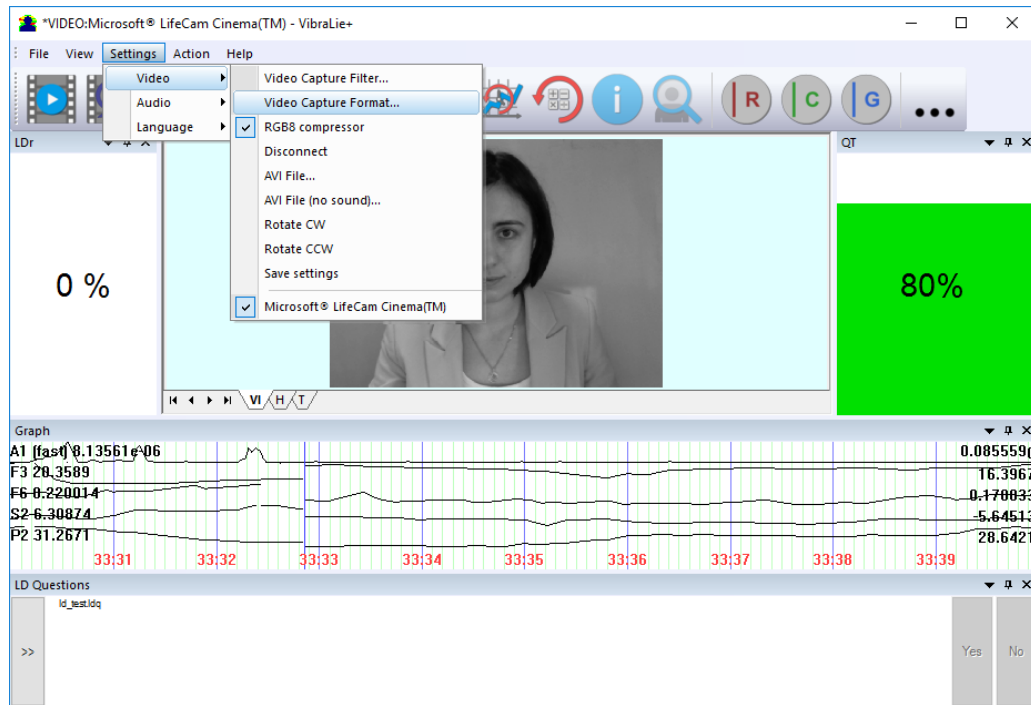 *VIDEO:Microsoft® LifeCam Cinema(TM) - VibraLie+
File View Settings Action Help
Video
Audio
Language
Video Capture Filter...
Video Capture Format...
RGB8 compressor
Disconnect
AVI File...
AVI File (no sound)...
Rotate CW
Rotate CCW
Save settings
Microsoft® LifeCam Cinema(TM)
R C G
LDr
QT
0 %
80%
VI H T
Graph
A1 (fast) 8.13561e-06 0.085559
F3 20.3589 16.3967
F6 0.220014 0.170033
S2-6.30874 -5.64513
P2 31.2671 28.6421
33:31 33:32 33:33 33:34 33:35 33:36 33:37 33:38 33:39
LD Questions
ld_test.ldq
>>
Yes No